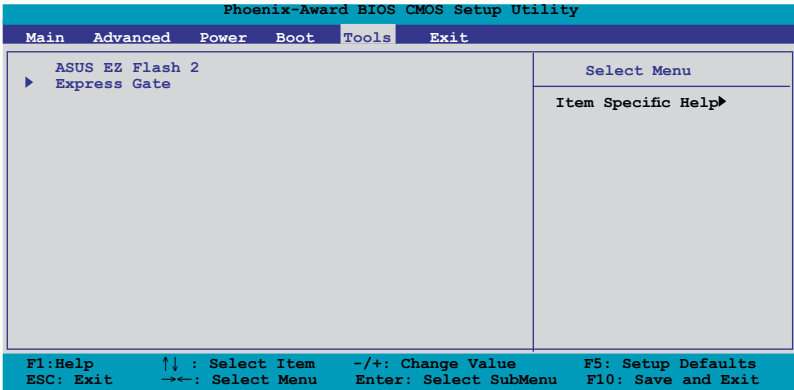 Phoenix-Award BIOS CMOS Setup Utility
Main Advanced Power Boot Tools Exit
ASUS EZ Flash 2
Express Gate
Select Menu
Item Specific Help
F1:Help ↑↓ : Select Item -/+: Change Value F5: Setup Defaults
ESC: Exit →←: Select Menu Enter: Select SubMenu F10: Save and Exit